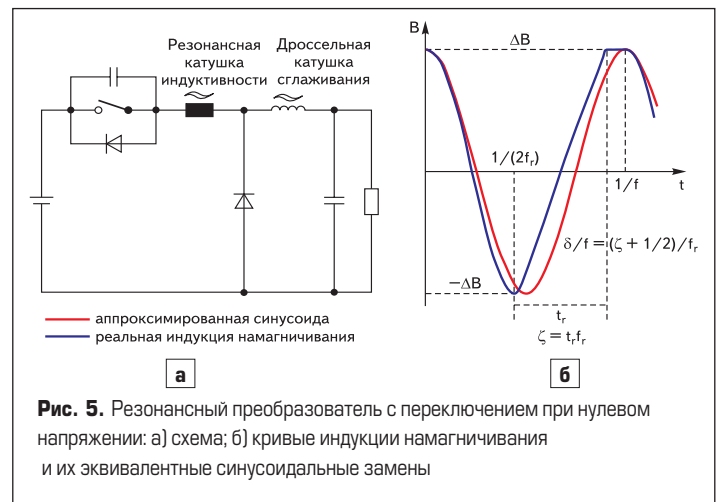 Резонансная
катушка
индуктивности
Дроссельная
катушка
сглаживания
аппроксимированная синусоида
реальная индукция намагничивания
а
B
ΔB
1/(2fᵣ)
1/f
t
δ/f=(ζ+1/2)/fᵣ
−ΔB
tᵣ
ζ=tᵣfᵣ
б
Рис. 5. Резонансный преобразователь с переключением при нулевом
напряжении: а) схема; б) кривые индукции намагничивания
и их эквивалентные синусоидальные замены